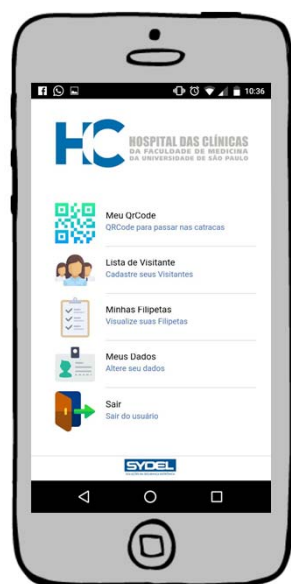 10:36
HC
HOSPITAL DAS CLÍNICAS
DA FACULDADE DE MEDICINA
DA UNIVERSIDADE DE SÃO PAULO
Meu QrCode
QRCode para passar nas catracas
Lista de Visitante
Cadastre seus Visitantes
Minhas Filipetas
Visualize suas Filipetas
Meus Dados
Altere seu dados
Sair
Sair do usuário
SYDEL